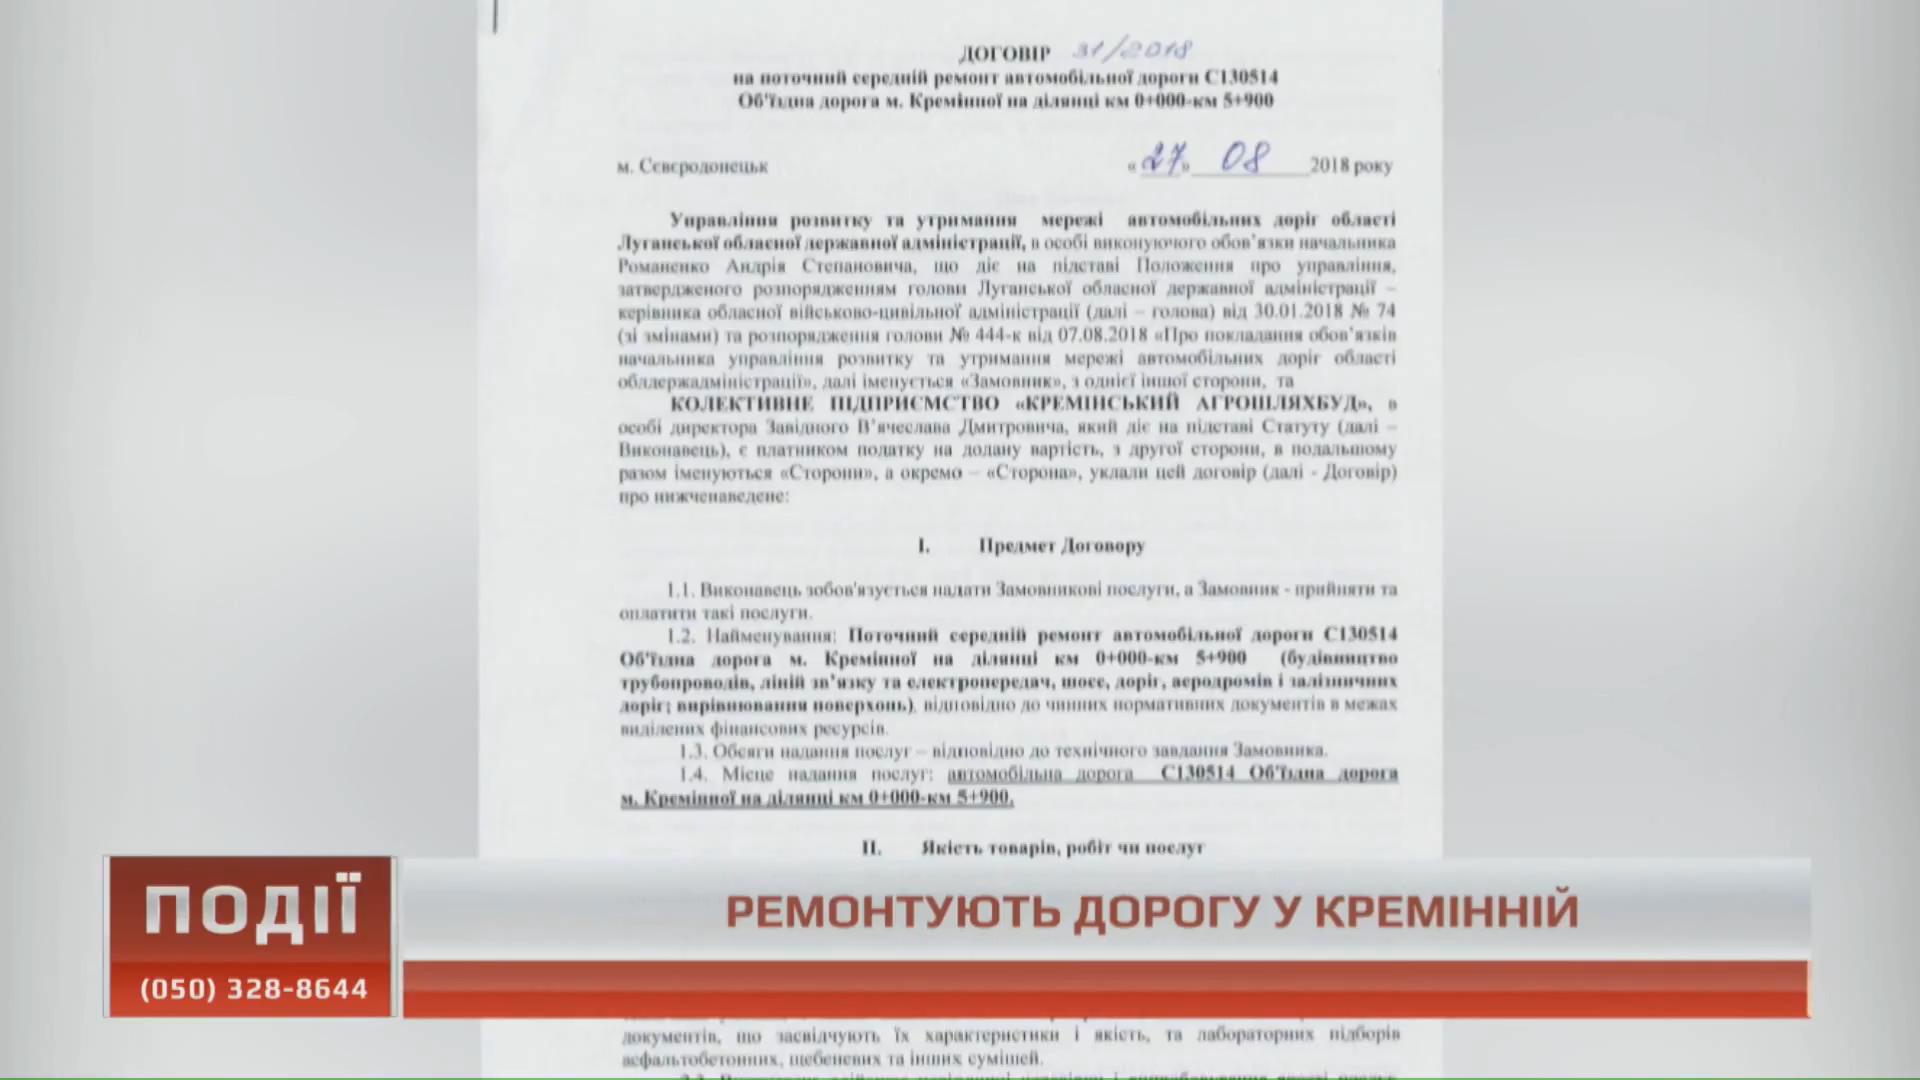 ДОГОВІР 31/2018
на поточний середній ремонт автомобільної дороги С130514
Об'їздна дорога м. Кремінної на ділянці км 0+000-км 5+900
м. Сєвєродонецьк «27» 08 2018 року
Управління розвитку та утримання мережі автомобільних доріг області
Луганської обласної державної адміністрації, в особі виконуючого обов'язки начальника
Романенко Андрія Степановича, що діє на підставі Положення про управління,
затвердженого розпорядженням голови Луганської обласної державної адміністрації –
керівника обласної військово-цивільної адміністрації (далі – голова) від 30.01.2018 № 74
(зі змінами) та розпорядження голови № 444-к від 07.08.2018 «Про покладання обов'язків
начальника управління розвитку та утримання мережі автомобільних доріг області
облдержадміністрації», далі іменується «Замовник», з однієї іншої сторони, та
КОЛЕКТИВНЕ ПІДПРИЄМСТВО «КРЕМІНСЬКИЙ АГРОШЛЯХБУД», в
особі директора Завідного В'ячеслава Дмитровича, який діє на підставі Статуту (далі –
Виконавець), є платником податку на додану вартість, з другої сторони, в подальшому
разом іменуються «Сторони», а окремо – «Сторона», уклали цей договір (далі - Договір)
про нижченаведене:
І. Предмет Договору
1.1. Виконавець зобов'язується надати Замовникові послуги, а Замовник - прийняти та
оплатити такі послуги.
1.2. Найменування: Поточний середній ремонт автомобільної дороги С130514
Об'їздна дорога м. Кремінної на ділянці км 0+000-км 5+900 (будівництво
трубопроводів, ліній зв'язку та електропередач, шосе, доріг, аеродромів і залізничних
доріг; вирівнювання поверхонь), відповідно до чинних нормативних документів в межах
виділених фінансових ресурсів.
1.3. Обсяги надання послуг – відповідно до технічного завдання Замовника.
1.4. Місце надання послуг: автомобільна дорога С130514 Об'їздна дорога
м. Кремінної на ділянці км 0+000-км 5+900.
ІІ. Якість товарів, робіт чи послуг
ПОДІЇ
(050) 328-8644
РЕМОНТУЮТЬ ДОРОГУ У КРЕМІННІЙ
документів, що засвідчують їх характеристики і якість, та лабораторних підборів
асфальтобетонних, щебеневих та інших сумішей.